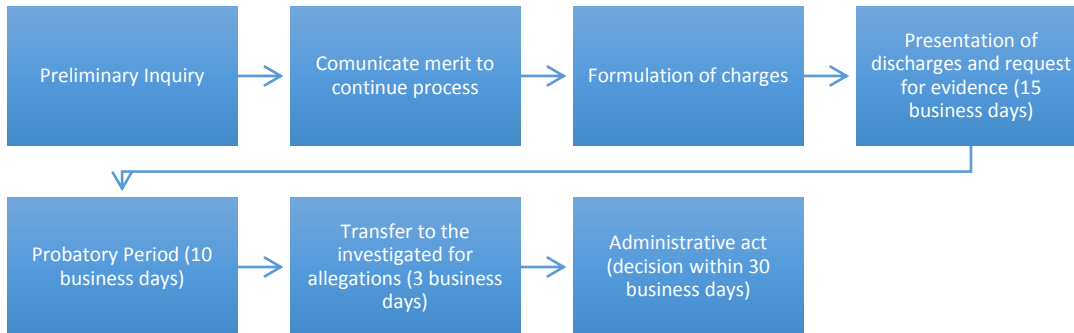 Preliminary Inquiry
Comunicate merit to
continue process
Formulation of charges
Presentation of
discharges and request
for evidence (15
business days)
Probatory Period (10
business days)
Transfer to the
investigated for
allegations (3 business
days)
Administrative act
(decision within 30
business days)